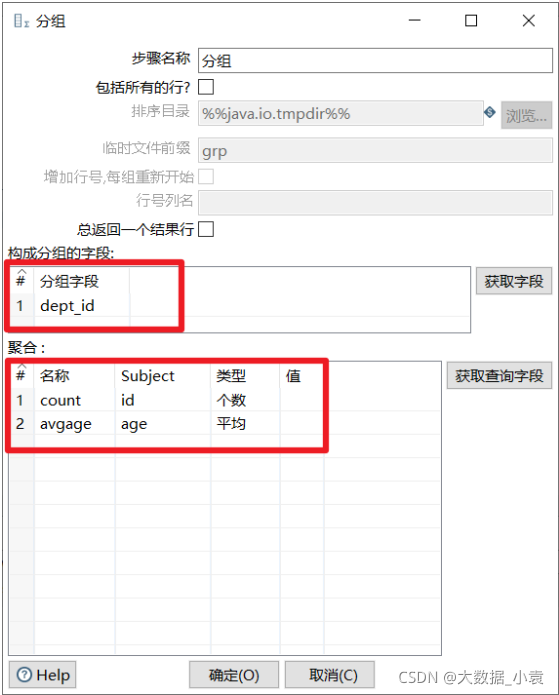 分组
步骤名称 分组
包括所有的行?
排序目录 %%java.io.tmpdir%% 浏览...
临时文件前缀 grp
增加行号,每组重新开始
行号列名
总返回一个结果行
构成分组的字段:
# 分组字段 获取字段
1 dept_id
聚合 :
# 名称 Subject 类型 值 获取查询字段
1 count id 个数
2 avgage age 平均
Help 确定(O) 取消(C) CSDN @大数据_小袁